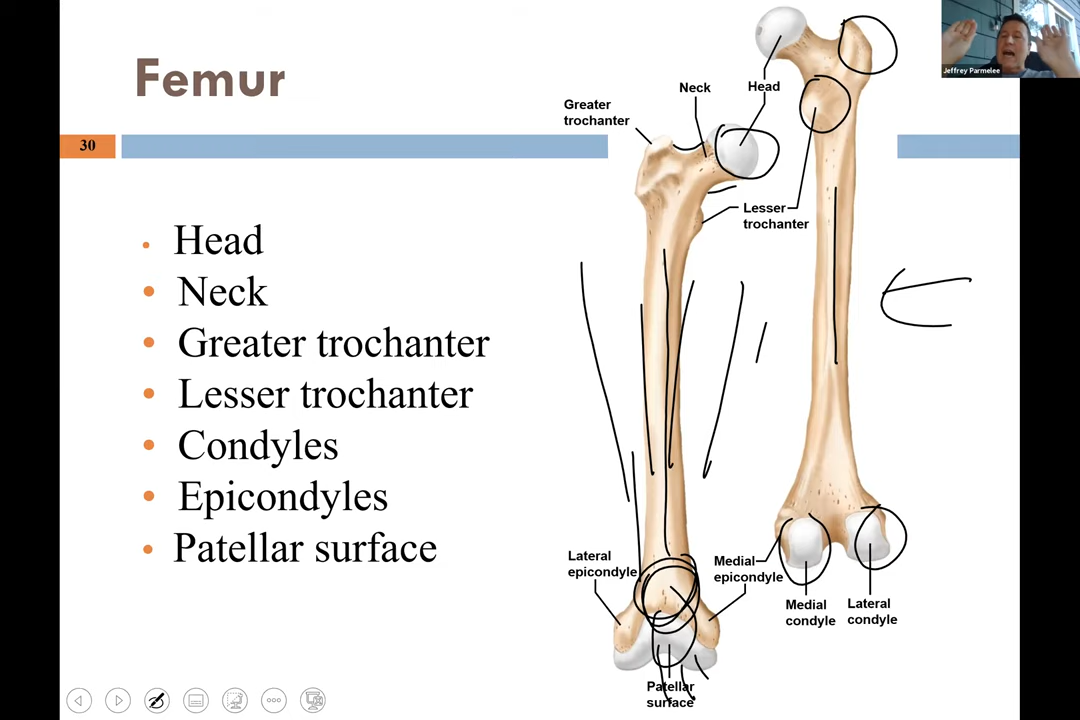 Femur
30
• Head
• Neck
• Greater trochanter
• Lesser trochanter
• Condyles
• Epicondyles
• Patellar surface
Greater
trochanter
Neck
Head
Lesser
trochanter
Lateral
epicondyle
Medial
epicondyle
Medial
condyle
Lateral
condyle
Patellar
surface
Jeffrey Parmelee